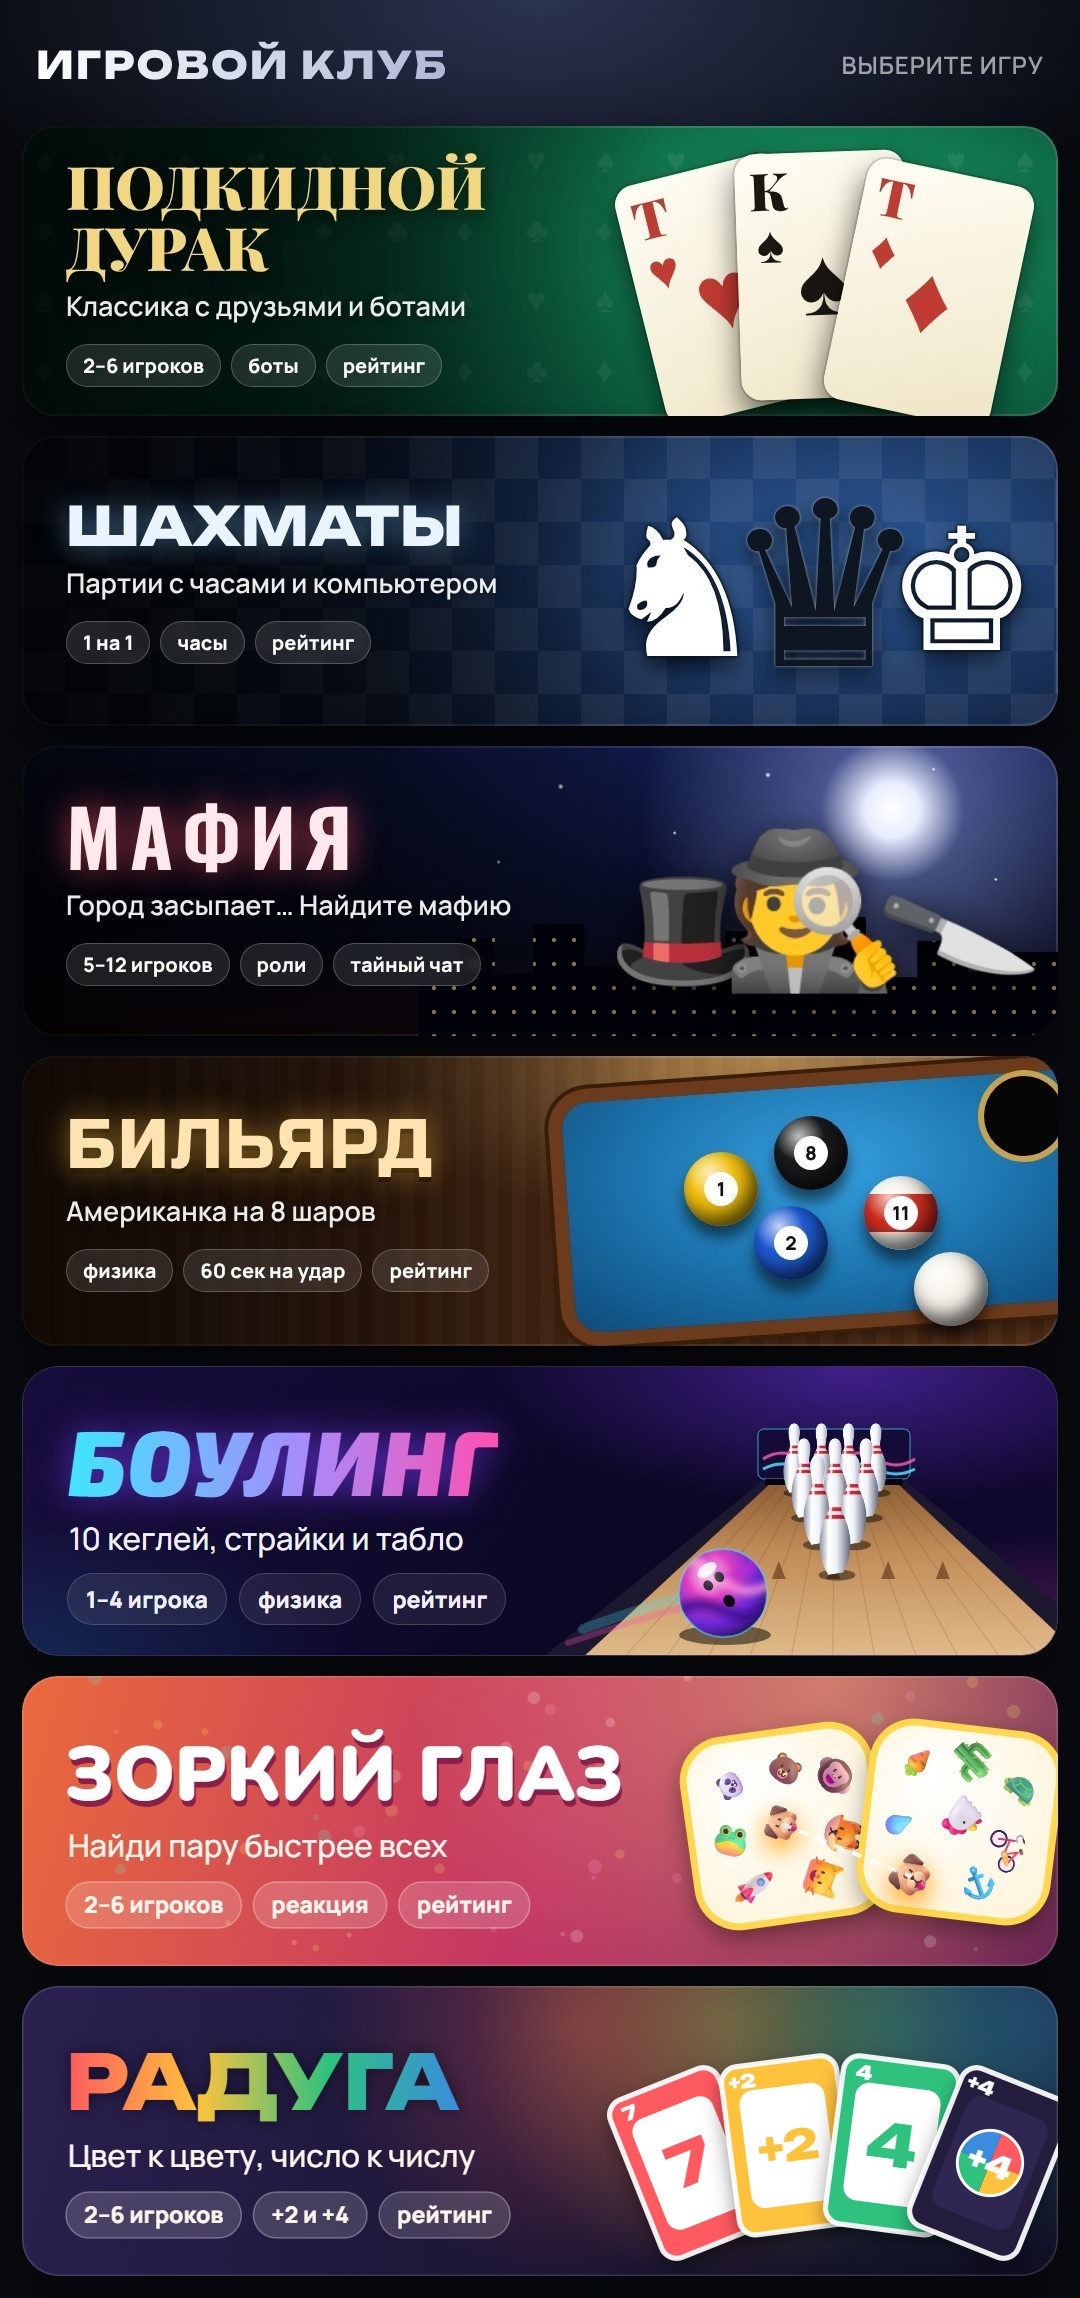 ИГРОВОЙ КЛУБ
ВЫБЕРИТЕ ИГРУ
ПОДКИДНОЙ
ДУРАК
Классика с друзьями и ботами
2–6 игроков боты рейтинг
Т К Т
ШАХМАТЫ
Партии с часами и компьютером
1 на 1 часы рейтинг
МАФИЯ
Город засыпает... Найдите мафию
5–12 игроков роли тайный чат
БИЛЬЯРД
Американка на 8 шаров
физика 60 сек на удар рейтинг
8
1
11
2
БОУЛИНГ
10 кеглей, страйки и табло
1–4 игрока физика рейтинг
ЗОРКИЙ ГЛАЗ
Найди пару быстрее всех
2–6 игроков реакция рейтинг
РАДУГА
Цвет к цвету, число к числу
2–6 игроков +2 и +4 рейтинг
7 +2 4 +4
7 +2 4 +4